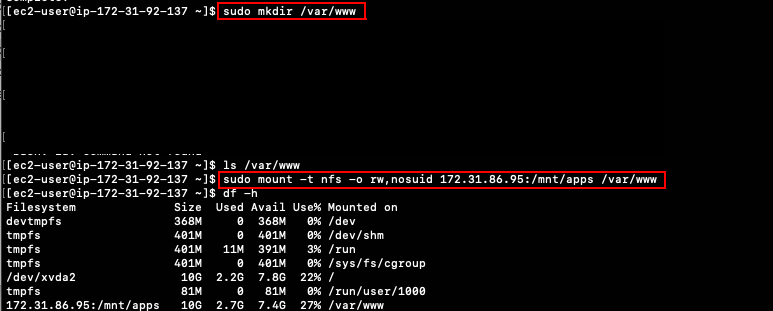 [[ec2-user@ip-172-31-92-137 ~]$ sudo mkdir /var/www
[
[
[
[
[[ec2-user@ip-172-31-92-137 ~]$ ls /var/www
[[ec2-user@ip-172-31-92-137 ~]$ sudo mount -t nfs -o rw,nosuid 172.31.86.95:/mnt/apps /var/www
[[ec2-user@ip-172-31-92-137 ~]$ df -h
Filesystem Size Used Avail Use% Mounted on
devtmpfs 368M 0 368M 0% /dev
tmpfs 401M 0 401M 0% /dev/shm
tmpfs 401M 11M 391M 3% /run
tmpfs 401M 0 401M 0% /sys/fs/cgroup
/dev/xvda2 10G 2.2G 7.8G 22% /
tmpfs 81M 0 81M 0% /run/user/1000
172.31.86.95:/mnt/apps 10G 2.7G 7.4G 27% /var/www